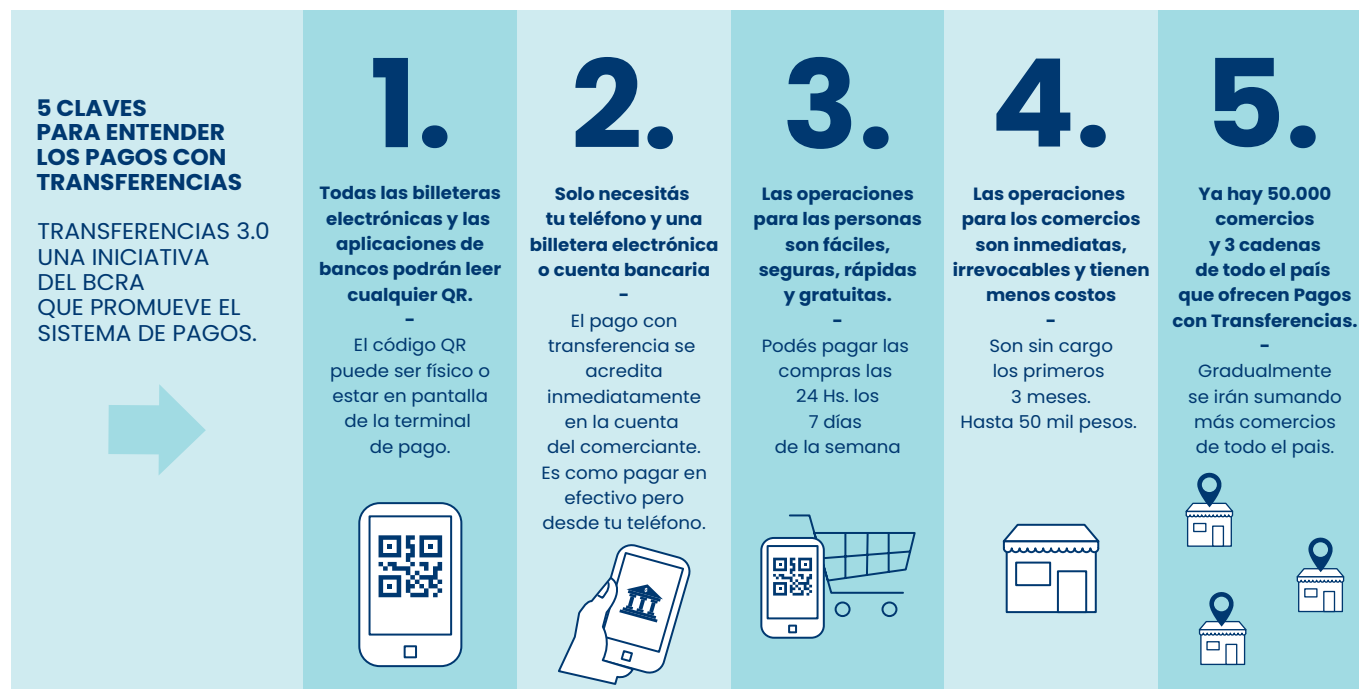 5 CLAVES
PARA ENTENDER
LOS PAGOS CON
TRANSFERENCIAS
TRANSFERENCIAS 3.0
UNA INICIATIVA
DEL BCRA
QUE PROMUEVE EL
SISTEMA DE PAGOS.
1.
Todas las billeteras
electrónicas y las
aplicaciones de
bancos podrán leer
cualquier QR.
-
El código QR
puede ser físico o
estar en pantalla
de la terminal
de pago.
2.
Solo necesitás
tu teléfono y una
billetera electrónica
o cuenta bancaria
-
El pago con
transferencia se
acredita
inmediatamente
en la cuenta
del comerciante.
Es como pagar en
efectivo pero
desde tu teléfono.
3.
Las operaciones
para las personas
son fáciles,
seguras, rápidas
y gratuitas.
-
Podés pagar las
compras las
24 Hs. los
7 días
de la semana
4.
Las operaciones
para los comercios
son inmediatas,
irrevocables y tienen
menos costos
-
Son sin cargo
los primeros
3 meses.
Hasta 50 mil pesos.
5.
Ya hay 50.000
comercios
y 3 cadenas
de todo el país
que ofrecen Pagos
con Transferencias.
-
Gradualmente
se irán sumando
más comercios
de todo el pais.